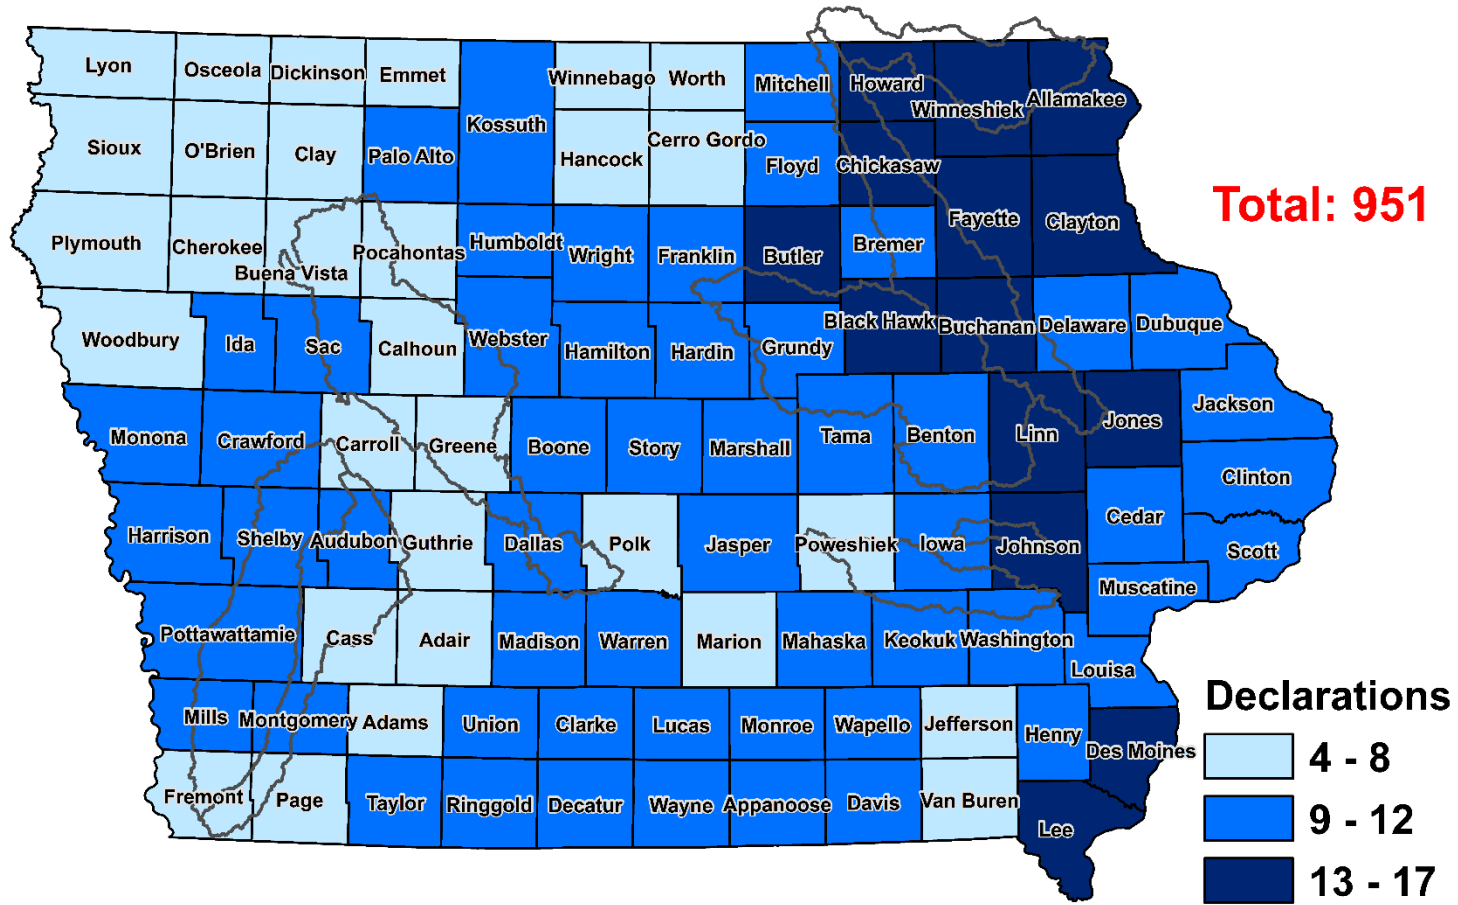 Lyon
Osceola
Dickinson
Emmet
Kossuth
Winnebago
Worth
Mitchell
Howard
Winneshiek
Allamakee
Sioux
O'Brien
Clay
Palo Alto
Hancock
Cerro Gordo
Floyd
Chickasaw
Total: 951
Plymouth
Cherokee
Buena Vista
Pocahontas
Humboldt
Wright
Franklin
Butler
Bremer
Fayette
Clayton
Woodbury
Ida
Sac
Calhoun
Webster
Hamilton
Hardin
Grundy
Black Hawk
Buchanan
Delaware
Dubuque
Monona
Crawford
Carroll
Greene
Boone
Story
Marshall
Tama
Benton
Linn
Jones
Jackson
Clinton
Harrison
Shelby
Audubon
Guthrie
Dallas
Polk
Jasper
Poweshiek
Iowa
Johnson
Cedar
Scott
Muscatine
Pottawattamie
Cass
Adair
Madison
Warren
Marion
Mahaska
Keokuk
Washington
Louisa
Mills
Montgomery
Adams
Union
Clarke
Lucas
Monroe
Wapello
Jefferson
Henry
Des Moines
Fremont
Page
Taylor
Ringgold
Decatur
Wayne
Appanoose
Davis
Van Buren
Lee
Declarations
4 - 8
9 - 12
13 - 17